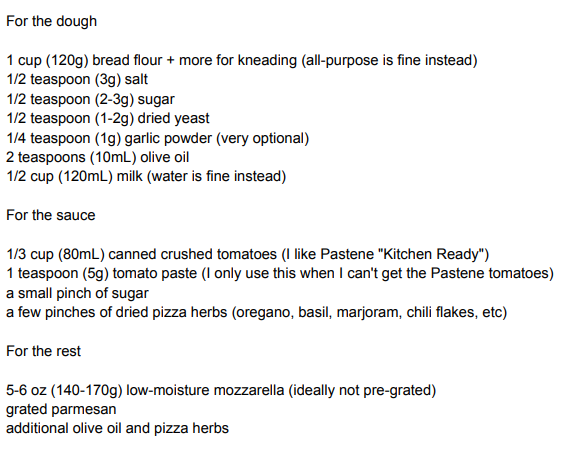 For the dough
1 cup (120g) bread flour + more for kneading (all-purpose is fine instead)
1/2 teaspoon (3g) salt
1/2 teaspoon (2-3g) sugar
1/2 teaspoon (1-2g) dried yeast
1/4 teaspoon (1g) garlic powder (very optional)
2 teaspoons (10mL) olive oil
1/2 cup (120mL) milk (water is fine instead)
For the sauce
1/3 cup (80mL) canned crushed tomatoes (I like Pastene "Kitchen Ready")
1 teaspoon (5g) tomato paste (I only use this when I can't get the Pastene tomatoes)
a small pinch of sugar
a few pinches of dried pizza herbs (oregano, basil, marjoram, chili flakes, etc)
For the rest
5-6 oz (140-170g) low-moisture mozzarella (ideally not pre-grated)
grated parmesan
additional olive oil and pizza herbs